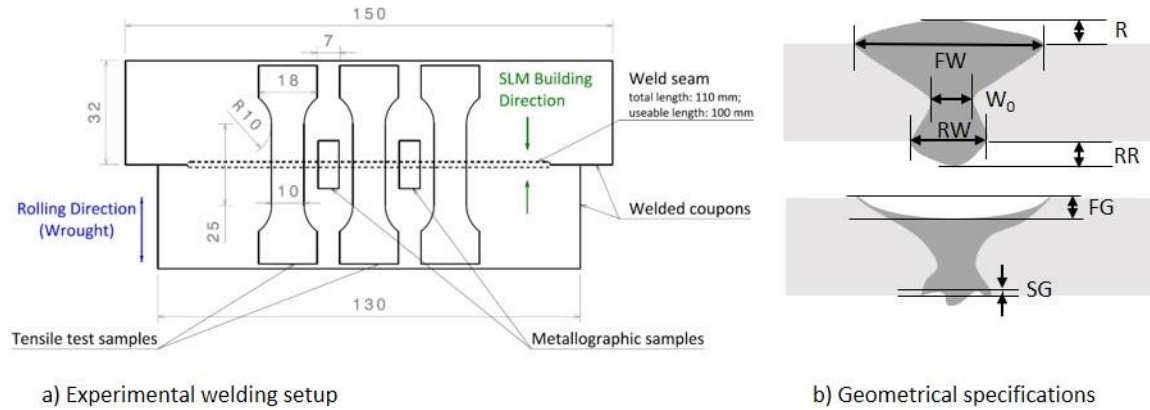 150
7
18
R10
32
SLM Building
Direction
Weld seam
total length: 110 mm;
useable length: 100 mm
Rolling Direction
(Wrought)
10
25
Welded coupons
130
Tensile test samples
Metallographic samples
a) Experimental welding setup
R
FW
W0
RW
RR
FG
SG
b) Geometrical specifications